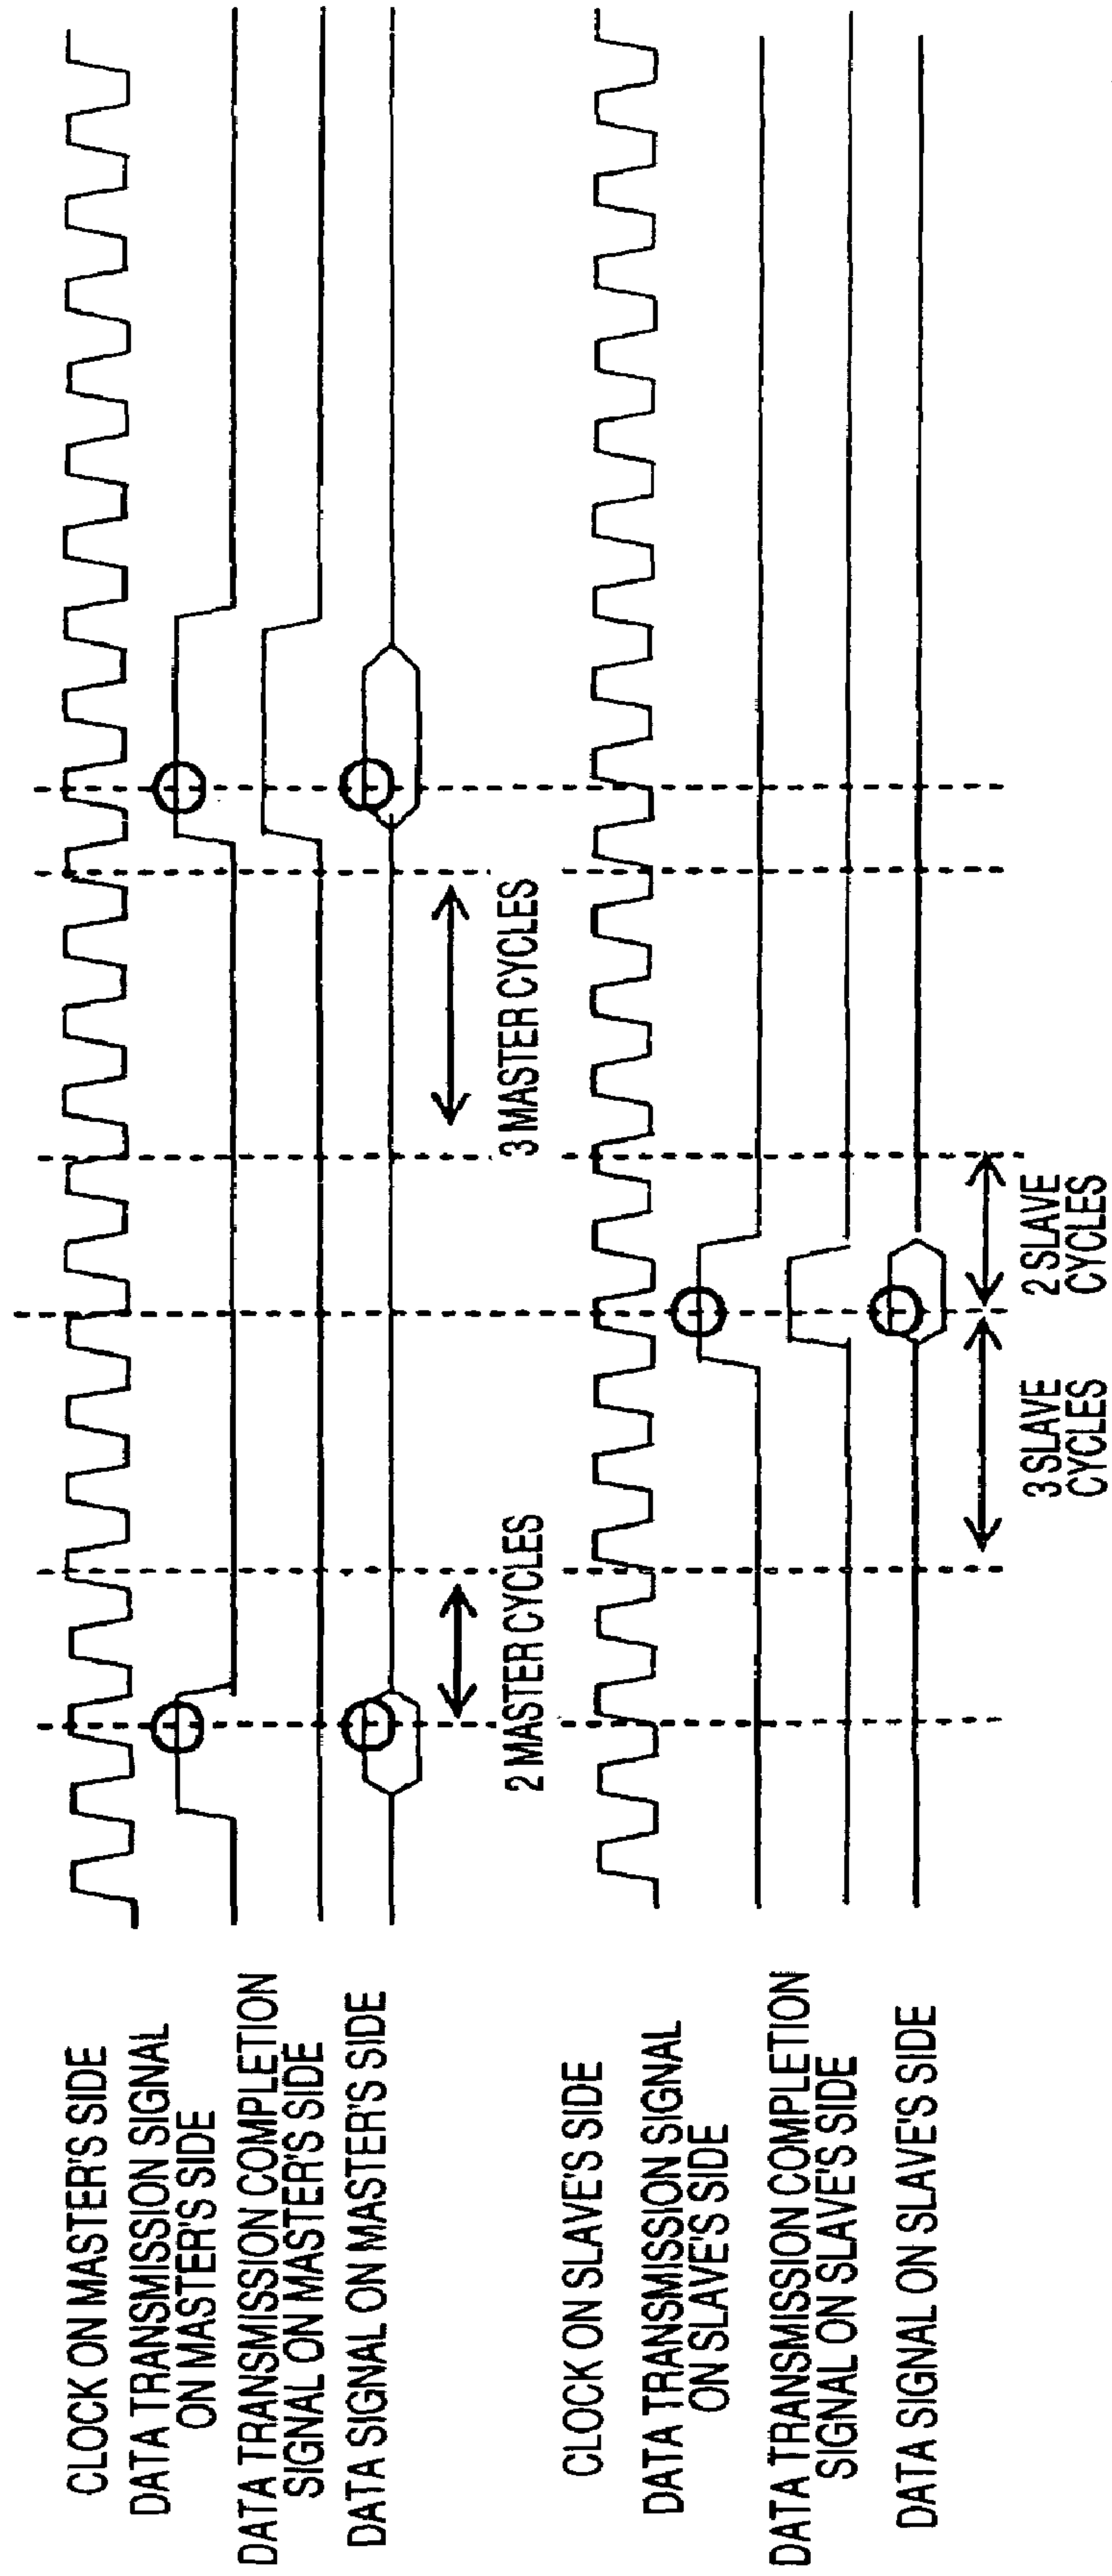 CLOCK ON MASTER'S SIDE
DATA TRANSMISSION SIGNAL
ON MASTER'S SIDE
DATA TRANSMISSION COMPLETION
SIGNAL ON MASTER'S SIDE
DATA SIGNAL ON MASTER'S SIDE
2 MASTER CYCLES
3 MASTER CYCLES
CLOCK ON SLAVE'S SIDE
DATA TRANSMISSION SIGNAL
ON SLAVE'S SIDE
DATA TRANSMISSION COMPLETION
SIGNAL ON SLAVE'S SIDE
DATA SIGNAL ON SLAVE'S SIDE
3 SLAVE
CYCLES
2 SLAVE
CYCLES